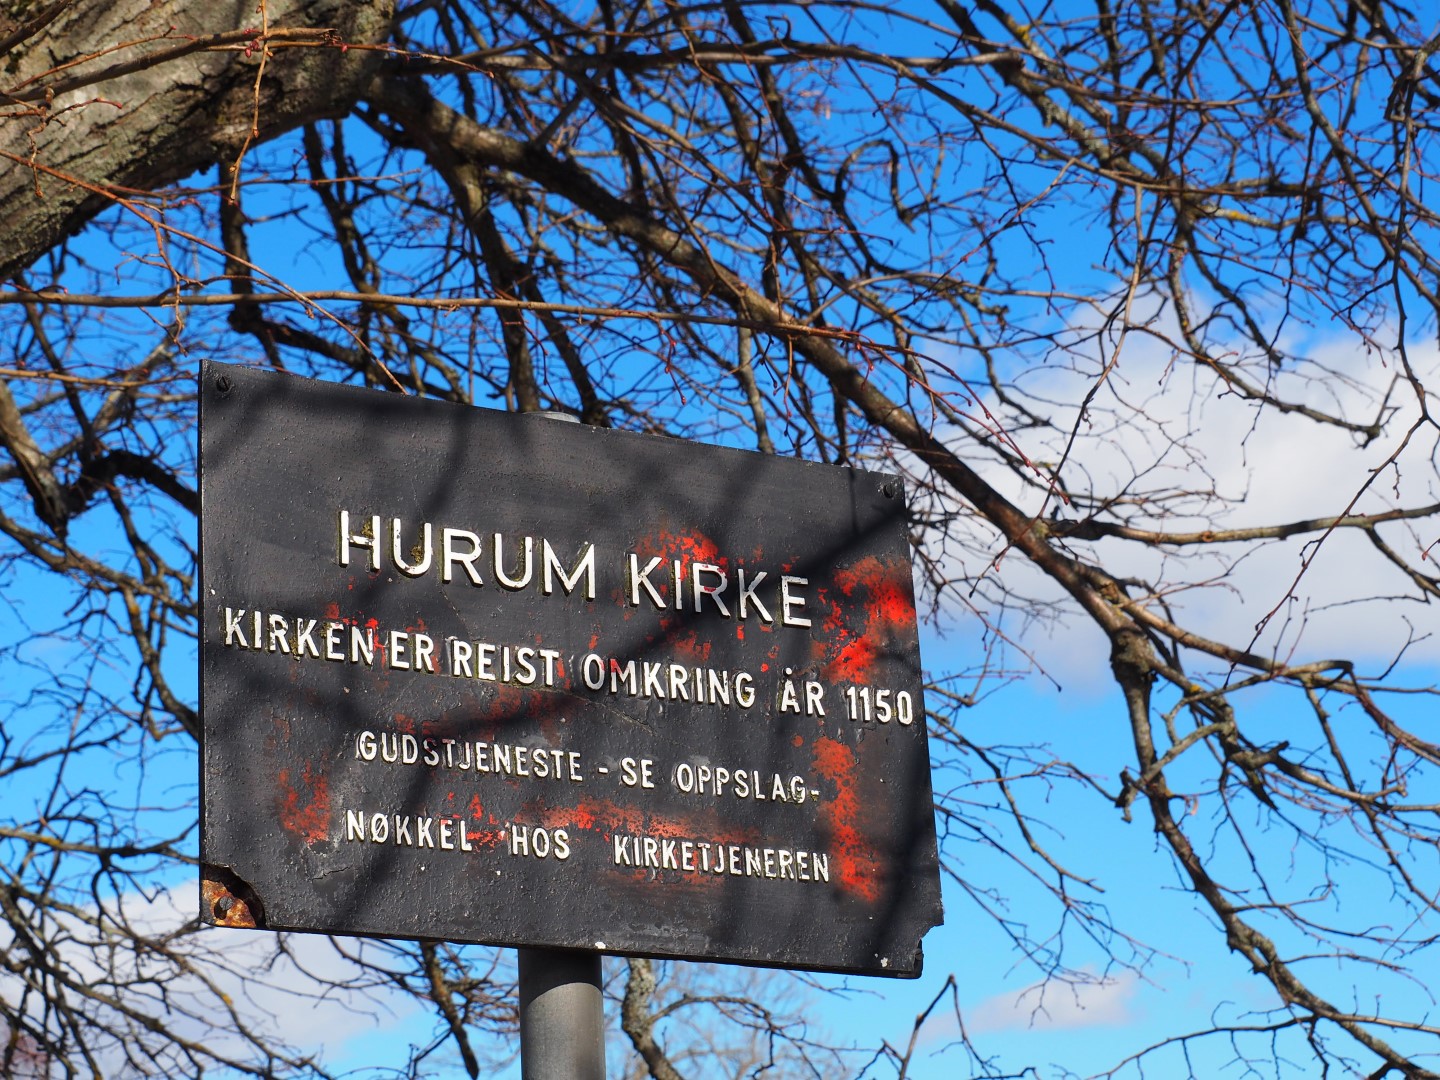 HURUM KIRKE
KIRKEN ER REIST OMKRING ÅR 1150
GUDSTJENESTE - SE OPPSLAG-
NØKKEL HOS KIRKETJENEREN